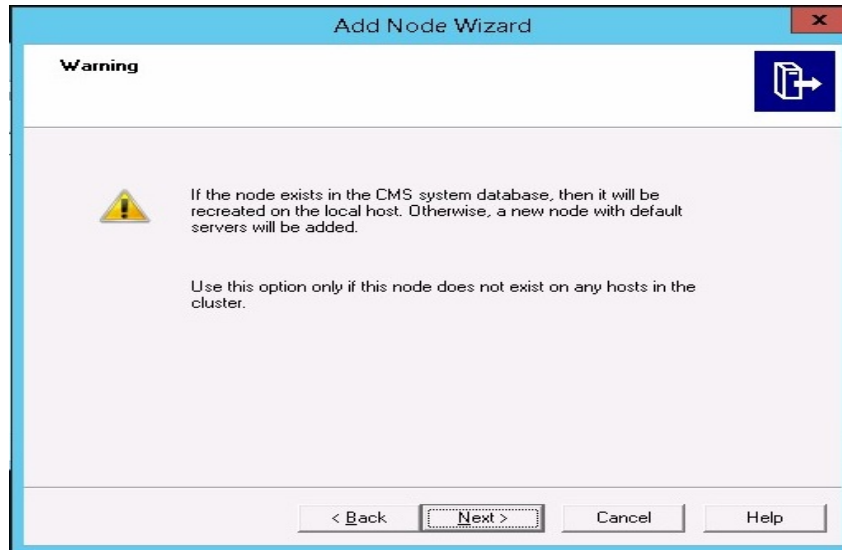 Add Node Wizard
x
Warning
If the node exists in the CMS system database, then it will be
recreated on the local host. Otherwise, a new node with default
servers will be added.
Use this option only if this node does not exist on any hosts in the
cluster.
< Back
Next >
Cancel
Help